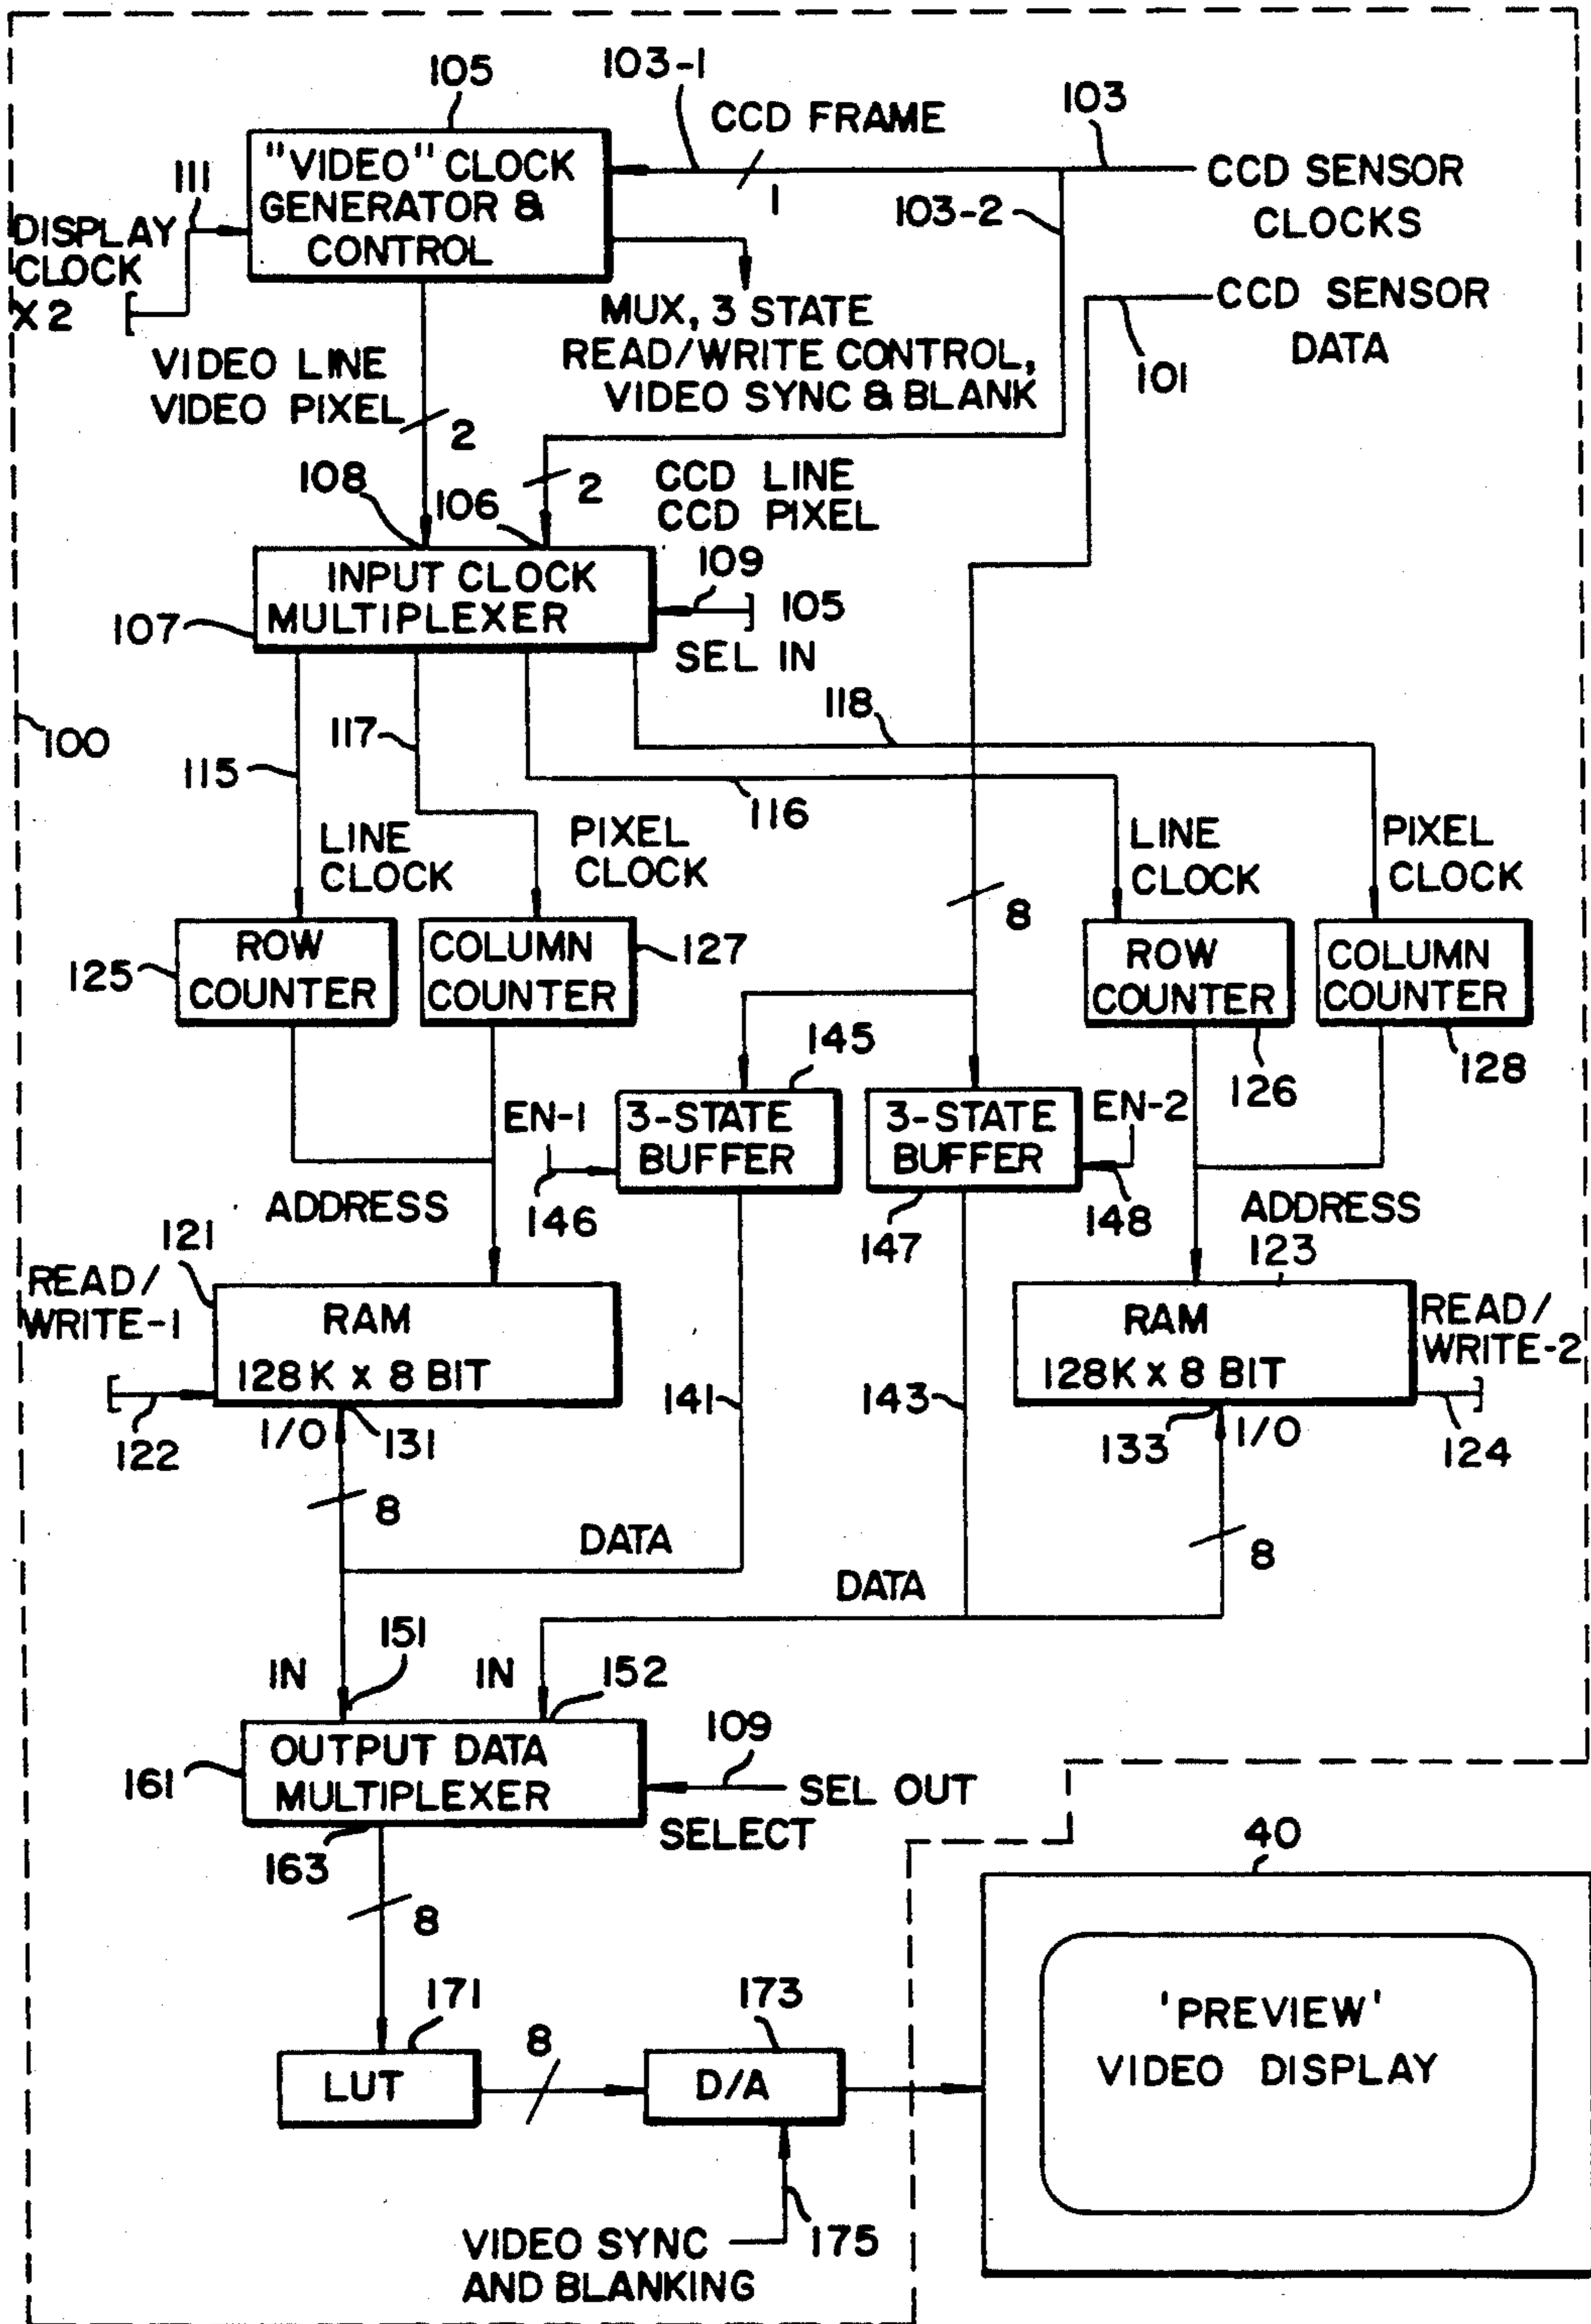 105
103-1
CCD FRAME
103
"VIDEO" CLOCK
GENERATOR &
CONTROL
111
1
CCD SENSOR
CLOCKS
103-2
DISPLAY
CLOCK
X2
CCD SENSOR
DATA
MUX, 3 STATE
READ/WRITE CONTROL,
VIDEO SYNC & BLANK
101
VIDEO LINE
VIDEO PIXEL
2
2
CCD LINE
CCD PIXEL
108
106
INPUT CLOCK
MULTIPLEXER
109
105
107
SEL IN
100
118
117
115
116
LINE
CLOCK
PIXEL
CLOCK
LINE
CLOCK
PIXEL
CLOCK
8
ROW
COUNTER
COLUMN
COUNTER
127
125
ROW
COUNTER
COLUMN
COUNTER
145
126
128
EN-1
3-STATE
BUFFER
3-STATE
BUFFER
EN-2
146
147
148
ADDRESS
ADDRESS
121
123
READ/
WRITE-1
RAM
128K x 8 BIT
RAM
128K x 8 BIT
READ/
WRITE-2
141
143
122
I/O
131
133
I/O
124
8
8
DATA
DATA
151
IN
IN
152
OUTPUT DATA
MULTIPLEXER
109
161
SEL OUT
SELECT
163
40
8
171
173
'PREVIEW'
VIDEO DISPLAY
LUT
8
D/A
VIDEO SYNC
AND BLANKING
175